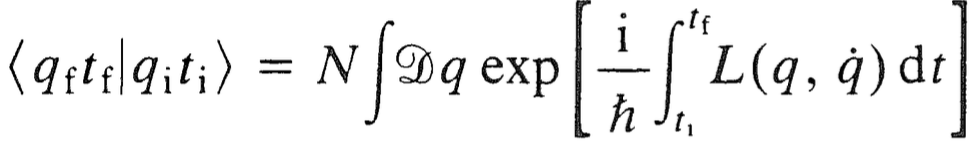 ⟨q_f t_f|q_i t_i⟩ = N∫𝒟q exp[i/ħ ∫_{t_i}^{t_f} L(q, q̇) dt]